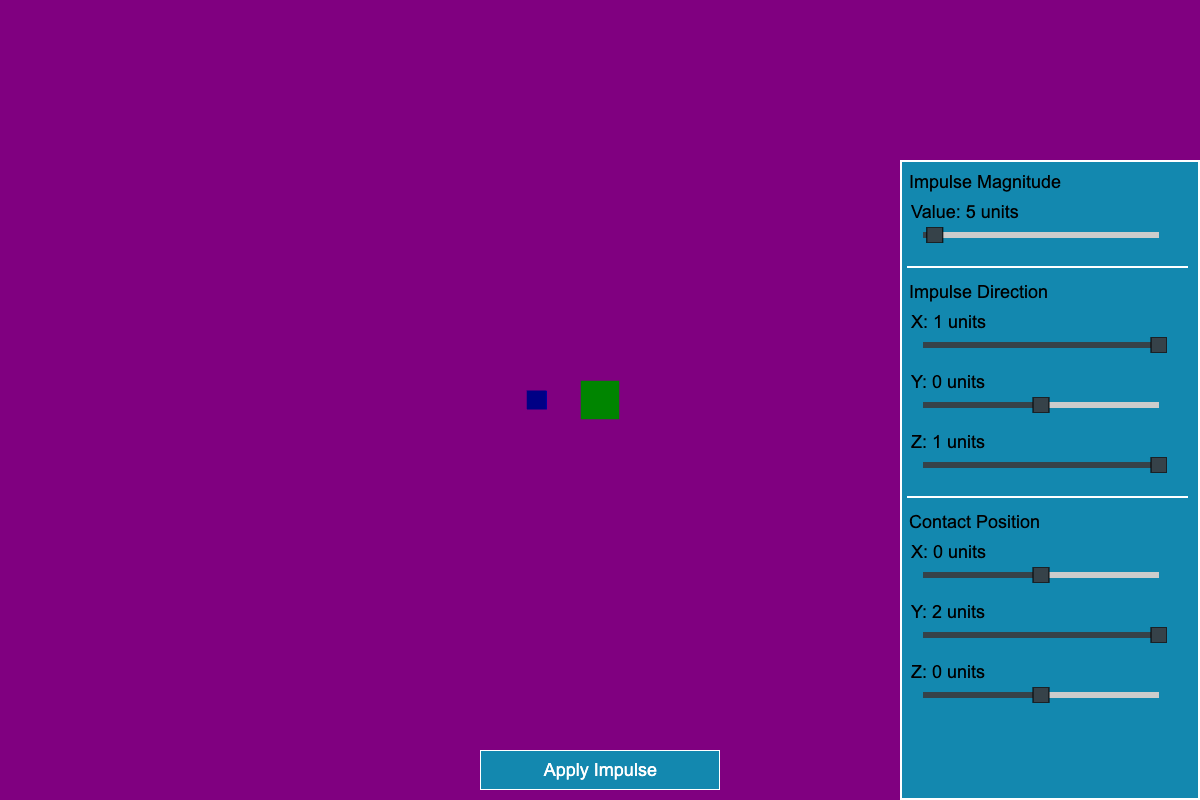 Impulse Magnitude
Value: 5 units
Impulse Direction
X: 1 units
Y: 0 units
Z: 1 units
Contact Position
X: 0 units
Y: 2 units
Z: 0 units
Apply Impulse